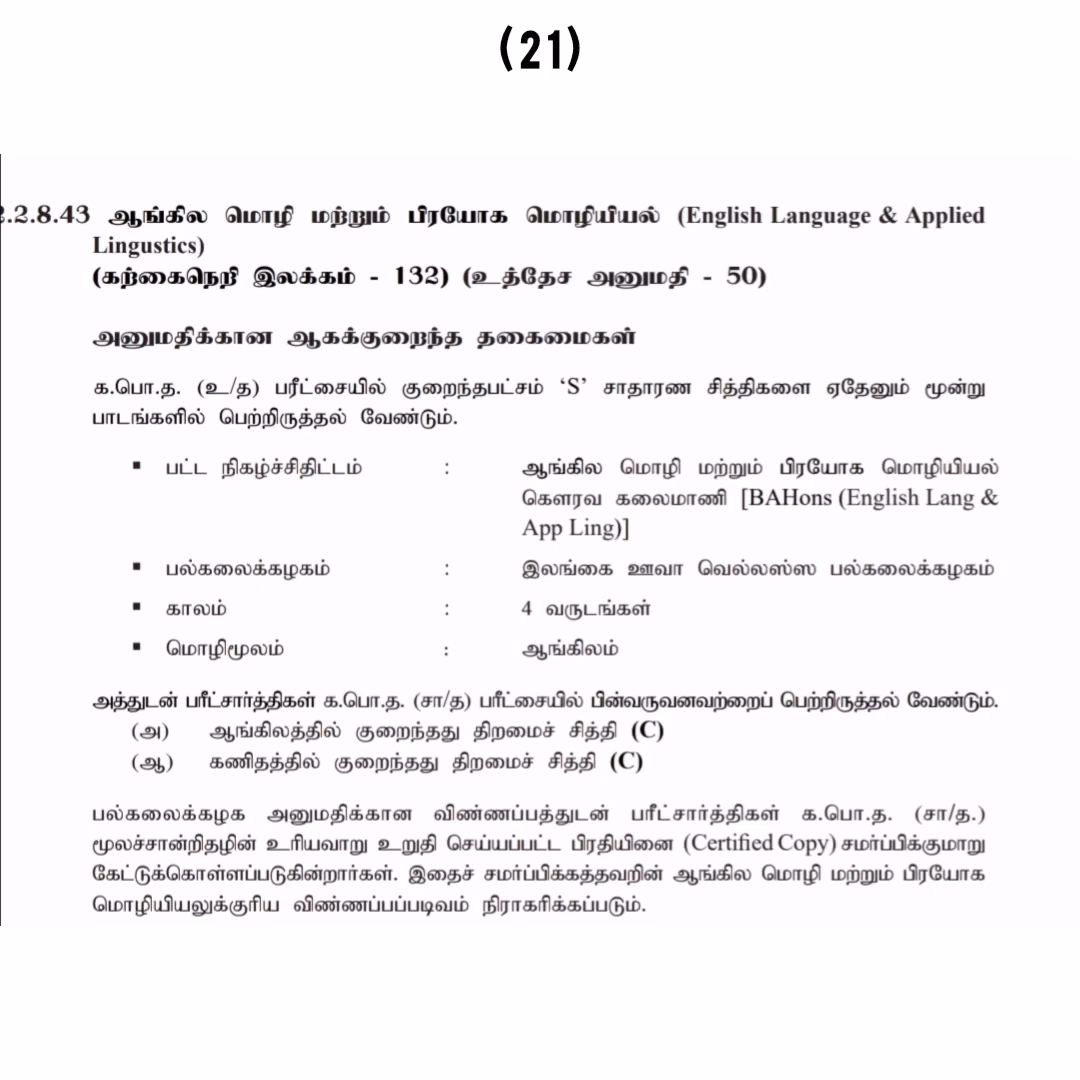 (21)
2.2.8.43 ஆங்கில மொழி மற்றும் பிரயோக மொழியியல் (English Language & Applied
Lingustics)
(கற்கைநெறி இலக்கம் - 132) (உத்தேச அனுமதி - 50)
அனுமதிக்கான ஆகக்குறைந்த தகைமைகள்
க.பொ.த. (உ/த) பரீட்சையில் குறைந்தபட்சம் ‘S’ சாதாரண சித்திகளை ஏதேனும் மூன்று
பாடங்களில் பெற்றிருத்தல் வேண்டும்.
▪ பட்ட நிகழ்ச்சிதிட்டம் : ஆங்கில மொழி மற்றும் பிரயோக மொழியியல்
கௌரவ கலைமாணி [BAHons (English Lang &
App Ling)]
▪ பல்கலைக்கழகம் : இலங்கை ஊவா வெல்லஸ்ஸ பல்கலைக்கழகம்
▪ காலம் : 4 வருடங்கள்
▪ மொழிமூலம் : ஆங்கிலம்
அத்துடன் பரீட்சார்த்திகள் க.பொ.த. (சா/த) பரீட்சையில் பின்வருவனவற்றைப் பெற்றிருத்தல் வேண்டும்.
(அ) ஆங்கிலத்தில் குறைந்தது திறமைச் சித்தி (C)
(ஆ) கணிதத்தில் குறைந்தது திறமைச் சித்தி (C)
பல்கலைக்கழக அனுமதிக்கான விண்ணப்பத்துடன் பரீட்சார்த்திகள் க.பொ.த. (சா/த.)
மூலச்சான்றிதழின் உரியவாறு உறுதி செய்யப்பட்ட பிரதியினை (Certified Copy) சமர்ப்பிக்குமாறு
கேட்டுக்கொள்ளப்படுகின்றார்கள். இதைச் சமர்ப்பிக்கத்தவறின் ஆங்கில மொழி மற்றும் பிரயோக
மொழியியலுக்குரிய விண்ணப்பப்படிவம் நிராகரிக்கப்படும்.